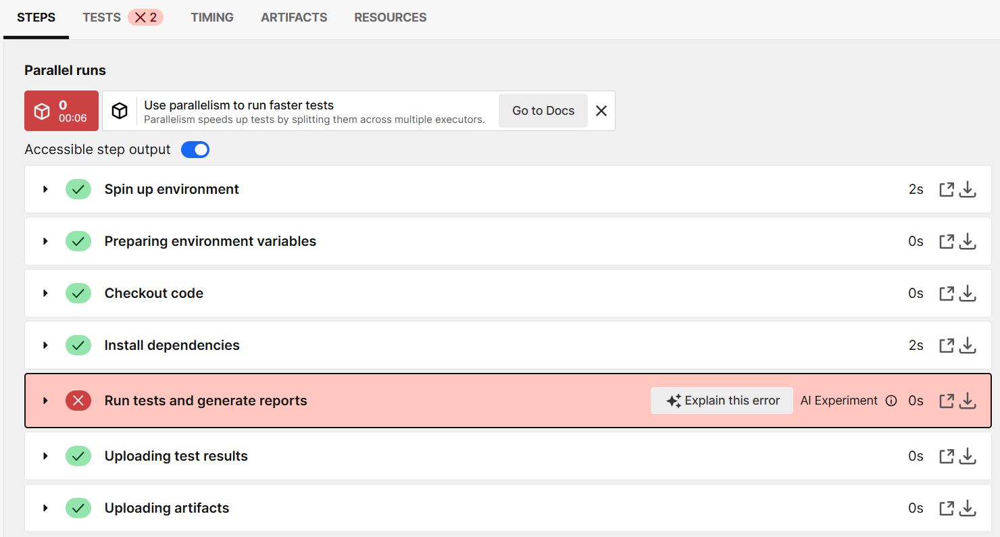 STEPS TESTS 2 TIMING ARTIFACTS RESOURCES
Parallel runs
0
00:06
Use parallelism to run faster tests
Parallelism speeds up tests by splitting them across multiple executors.
Go to Docs
Accessible step output
Spin up environment 2s
Preparing environment variables 0s
Checkout code 0s
Install dependencies 2s
Run tests and generate reports Explain this error AI Experiment 0s
Uploading test results 0s
Uploading artifacts 0s